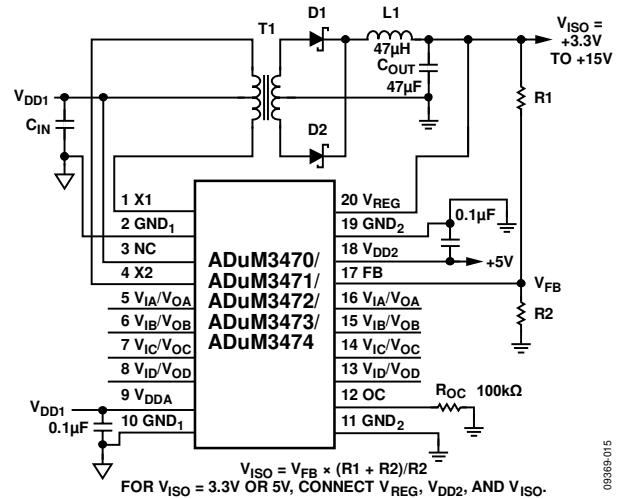 T1
D1
L1
47µH
COUT
47µF
VISO =
+3.3V
TO +15V
R1
VDD1
CIN
D2
1 X1
2 GND1
3 NC
4 X2
5 VIA/VOA
6 VIB/VOB
7 VIC/VOC
8 VID/VOD
9 VDDA
10 GND1
VDD1
0.1µF
ADuM3470/
ADuM3471/
ADuM3472/
ADuM3473/
ADuM3474
20 VREG
19 GND2
18 VDD2
17 FB
16 VIA/VOA
15 VIB/VOB
14 VIC/VOC
13 VID/VOD
12 OC
11 GND2
0.1µF
+5V
VFB
R2
ROC 100kΩ
VISO = VFB × (R1 + R2)/R2
FOR VISO = 3.3V OR 5V, CONNECT VREG, VDD2, AND VISO.
09369-015